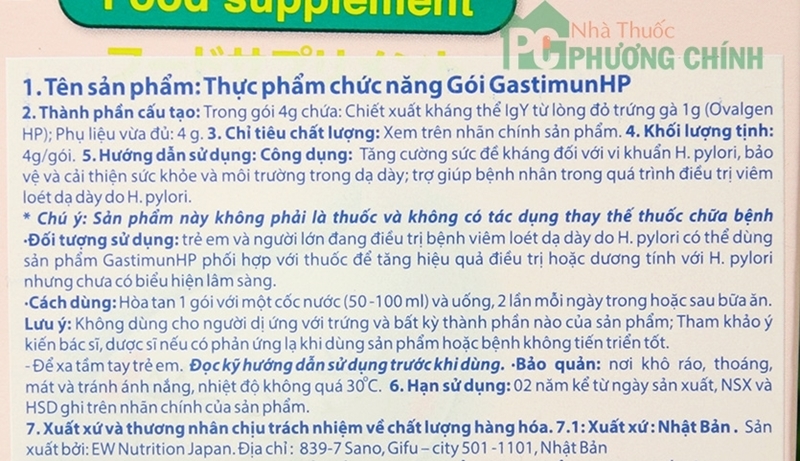 Food supplement
Nhà Thuốc
PHƯƠNG CHÍNH
1. Tên sản phẩm: Thực phẩm chức năng Gói GastimunHP
2. Thành phần cấu tạo: Trong gói 4g chứa: Chiết xuất kháng thể IgY từ lòng đỏ trứng gà 1g (Ovalgen
HP); Phụ liệu vừa đủ: 4 g. 3. Chỉ tiêu chất lượng: Xem trên nhãn chính sản phẩm. 4. Khối lượng tịnh:
4g/gói. 5. Hướng dẫn sử dụng: Công dụng: Tăng cường sức đề kháng đối với vi khuẩn H. pylori, bảo
vệ và cải thiện sức khỏe và môi trường trong dạ dày; trợ giúp bệnh nhân trong quá trình điều trị viêm
loét dạ dày do H. pylori.
* Chú ý: Sản phẩm này không phải là thuốc và không có tác dụng thay thế thuốc chữa bệnh
·Đối tượng sử dụng: trẻ em và người lớn đang điều trị bệnh viêm loét dạ dày do H. pylori có thể dùng
sản phẩm GastimunHP phối hợp với thuốc để tăng hiệu quả điều trị hoặc dương tính với H. pylori
nhưng chưa có biểu hiện lâm sàng.
·Cách dùng: Hòa tan 1 gói với một cốc nước (50 -100 ml) và uống, 2 lần mỗi ngày trong hoặc sau bữa ăn.
Lưu ý: Không dùng cho người dị ứng với trứng và bất kỳ thành phần nào của sản phẩm; Tham khảo ý
kiến bác sĩ, dược sĩ nếu có phản ứng lạ khi dùng sản phẩm hoặc bệnh không tiến triển tốt.
-Để xa tầm tay trẻ em. Đọc kỹ hướng dẫn sử dụng trước khi dùng. ·Bảo quản: nơi khô ráo, thoáng,
mát và tránh ánh nắng, nhiệt độ không quá 30°C. 6. Hạn sử dụng: 02 năm kể từ ngày sản xuất, NSX và
HSD ghi trên nhãn chính của sản phẩm.
7. Xuất xứ và thương nhân chịu trách nhiệm về chất lượng hàng hóa. 7.1: Xuất xứ: Nhật Bản. Sản
xuất bởi: EW Nutrition Japan. Địa chỉ: 839-7 Sano, Gifu – city 501 -1101, Nhật Bản